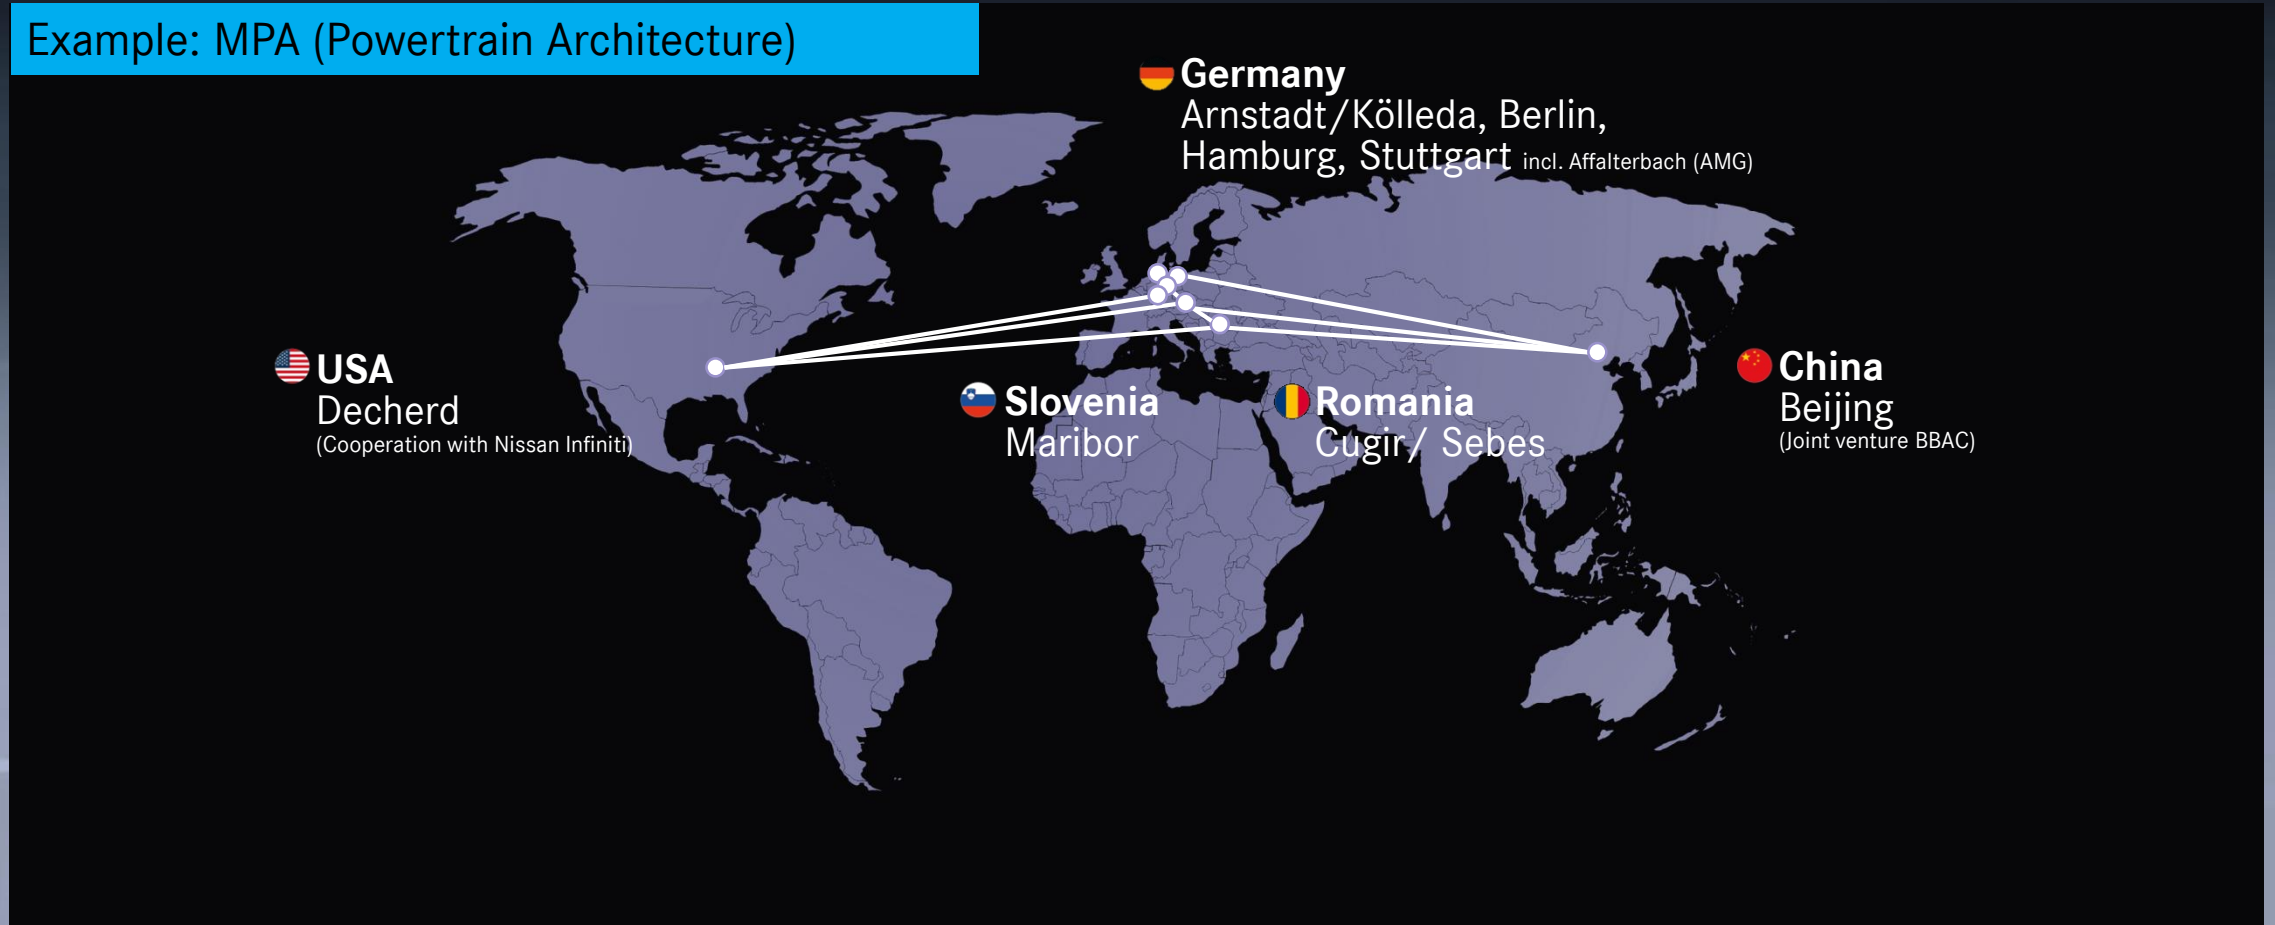 Example: MPA (Powertrain Architecture)
Germany
Arnstadt/Kölleda, Berlin,
Hamburg, Stuttgart incl. Affalterbach (AMG)
USA
Decherd
(Cooperation with Nissan Infiniti)
Slovenia
Maribor
Romania
Cugir/ Sebes
China
Beijing
(Joint venture BBAC)